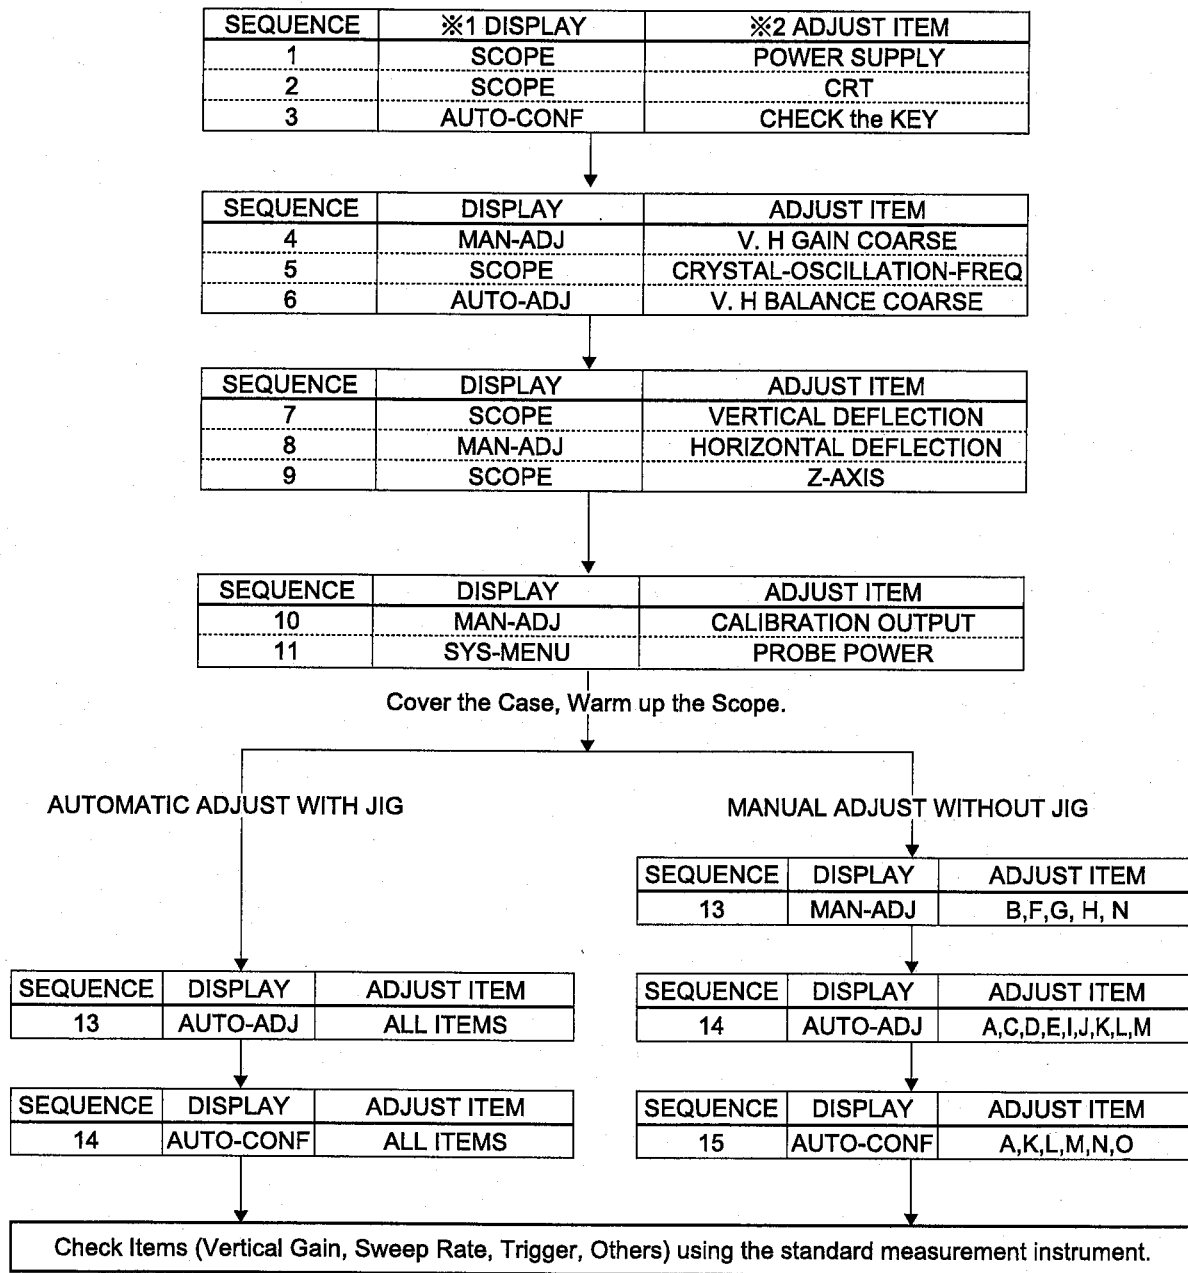 SEQUENCE ※1 DISPLAY ※2 ADJUST ITEM
1 SCOPE POWER SUPPLY
2 SCOPE CRT
3 AUTO-CONF CHECK the KEY
SEQUENCE DISPLAY ADJUST ITEM
4 MAN-ADJ V. H GAIN COARSE
5 SCOPE CRYSTAL-OSCILLATION-FREQ
6 AUTO-ADJ V. H BALANCE COARSE
SEQUENCE DISPLAY ADJUST ITEM
7 SCOPE VERTICAL DEFLECTION
8 MAN-ADJ HORIZONTAL DEFLECTION
9 SCOPE Z-AXIS
SEQUENCE DISPLAY ADJUST ITEM
10 MAN-ADJ CALIBRATION OUTPUT
11 SYS-MENU PROBE POWER
Cover the Case, Warm up the Scope.
AUTOMATIC ADJUST WITH JIG
SEQUENCE DISPLAY ADJUST ITEM
13 AUTO-ADJ ALL ITEMS
SEQUENCE DISPLAY ADJUST ITEM
14 AUTO-CONF ALL ITEMS
MANUAL ADJUST WITHOUT JIG
SEQUENCE DISPLAY ADJUST ITEM
13 MAN-ADJ B,F,G, H, N
SEQUENCE DISPLAY ADJUST ITEM
14 AUTO-ADJ A,C,D,E,I,J,K,L,M
SEQUENCE DISPLAY ADJUST ITEM
15 AUTO-CONF A,K,L,M,N,O
Check Items (Vertical Gain, Sweep Rate, Trigger, Others) using the standard measurement instrument.